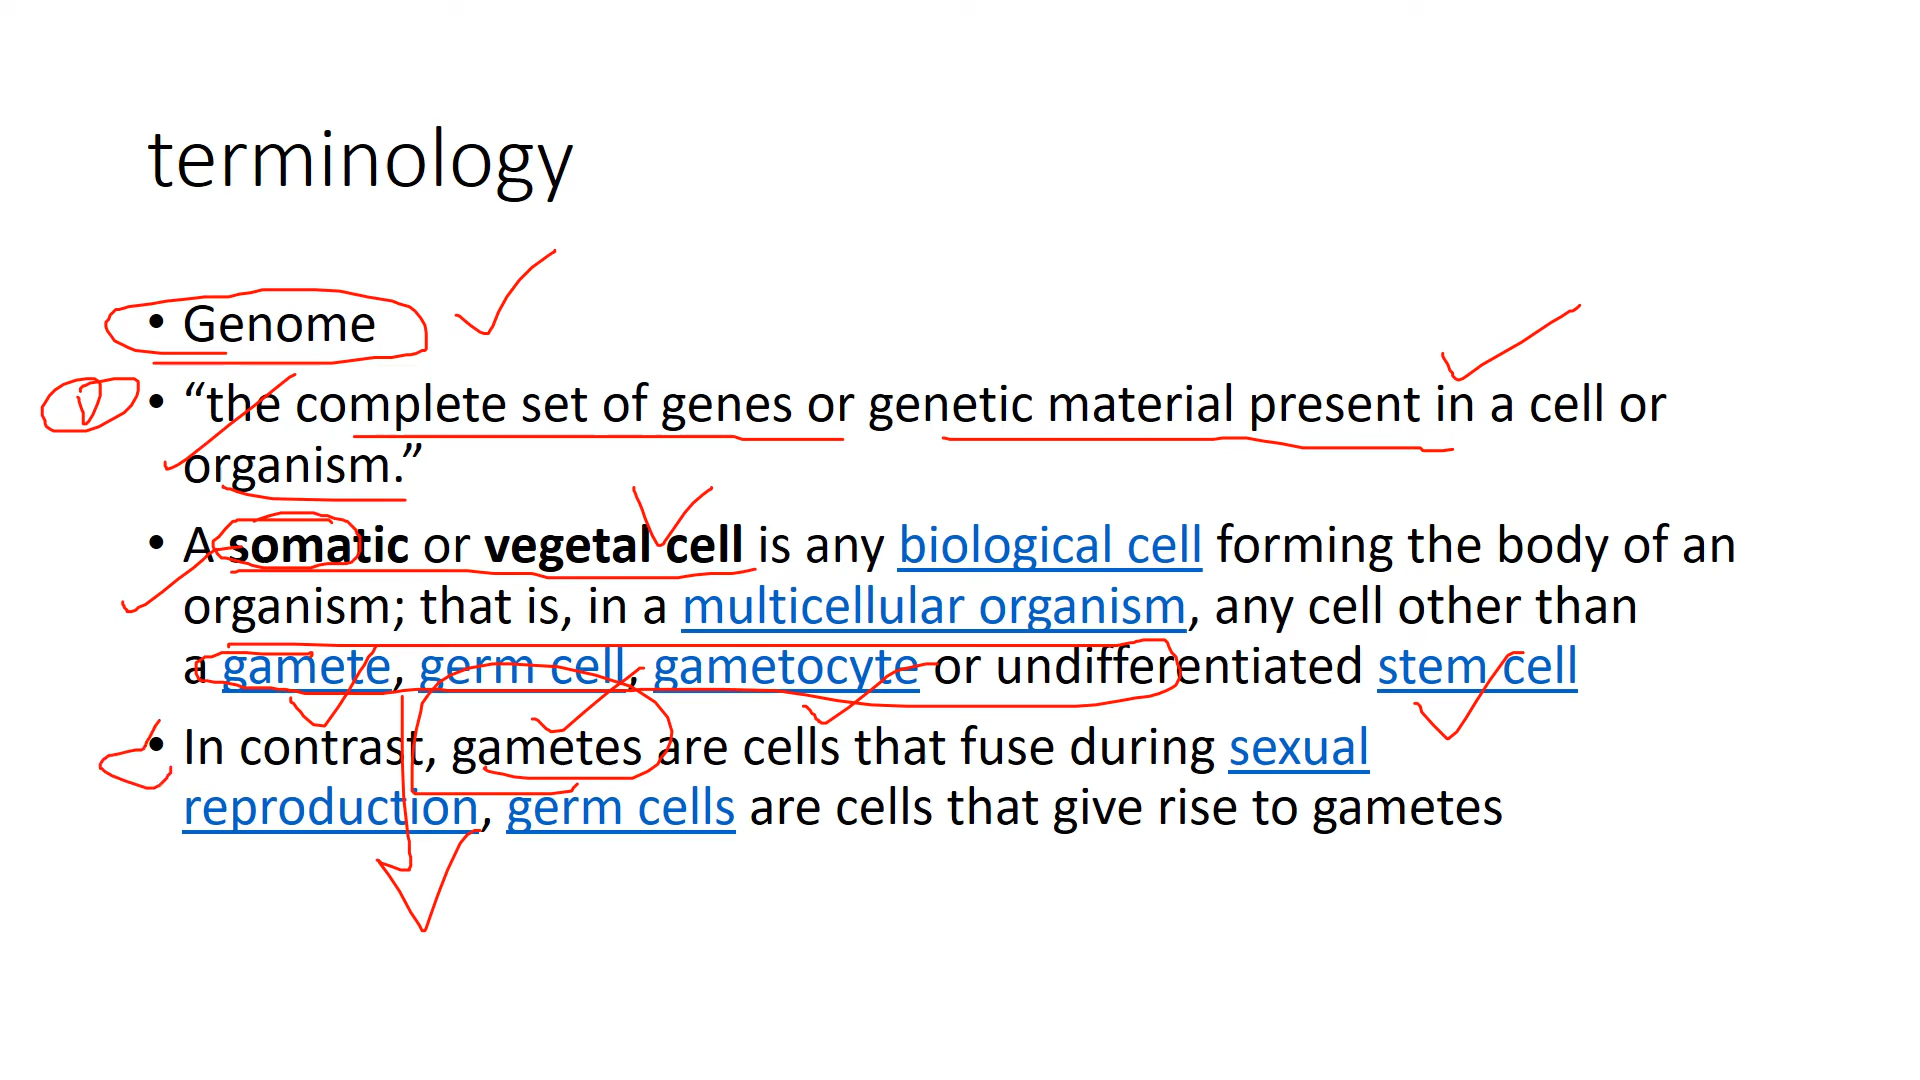 terminology
• Genome
• “the complete set of genes or genetic material present in a cell or
organism.”
• A somatic or vegetal cell is any biological cell forming the body of an
organism; that is, in a multicellular organism, any cell other than
a gamete, germ cell, gametocyte or undifferentiated stem cell
• In contrast, gametes are cells that fuse during sexual
reproduction, germ cells are cells that give rise to gametes